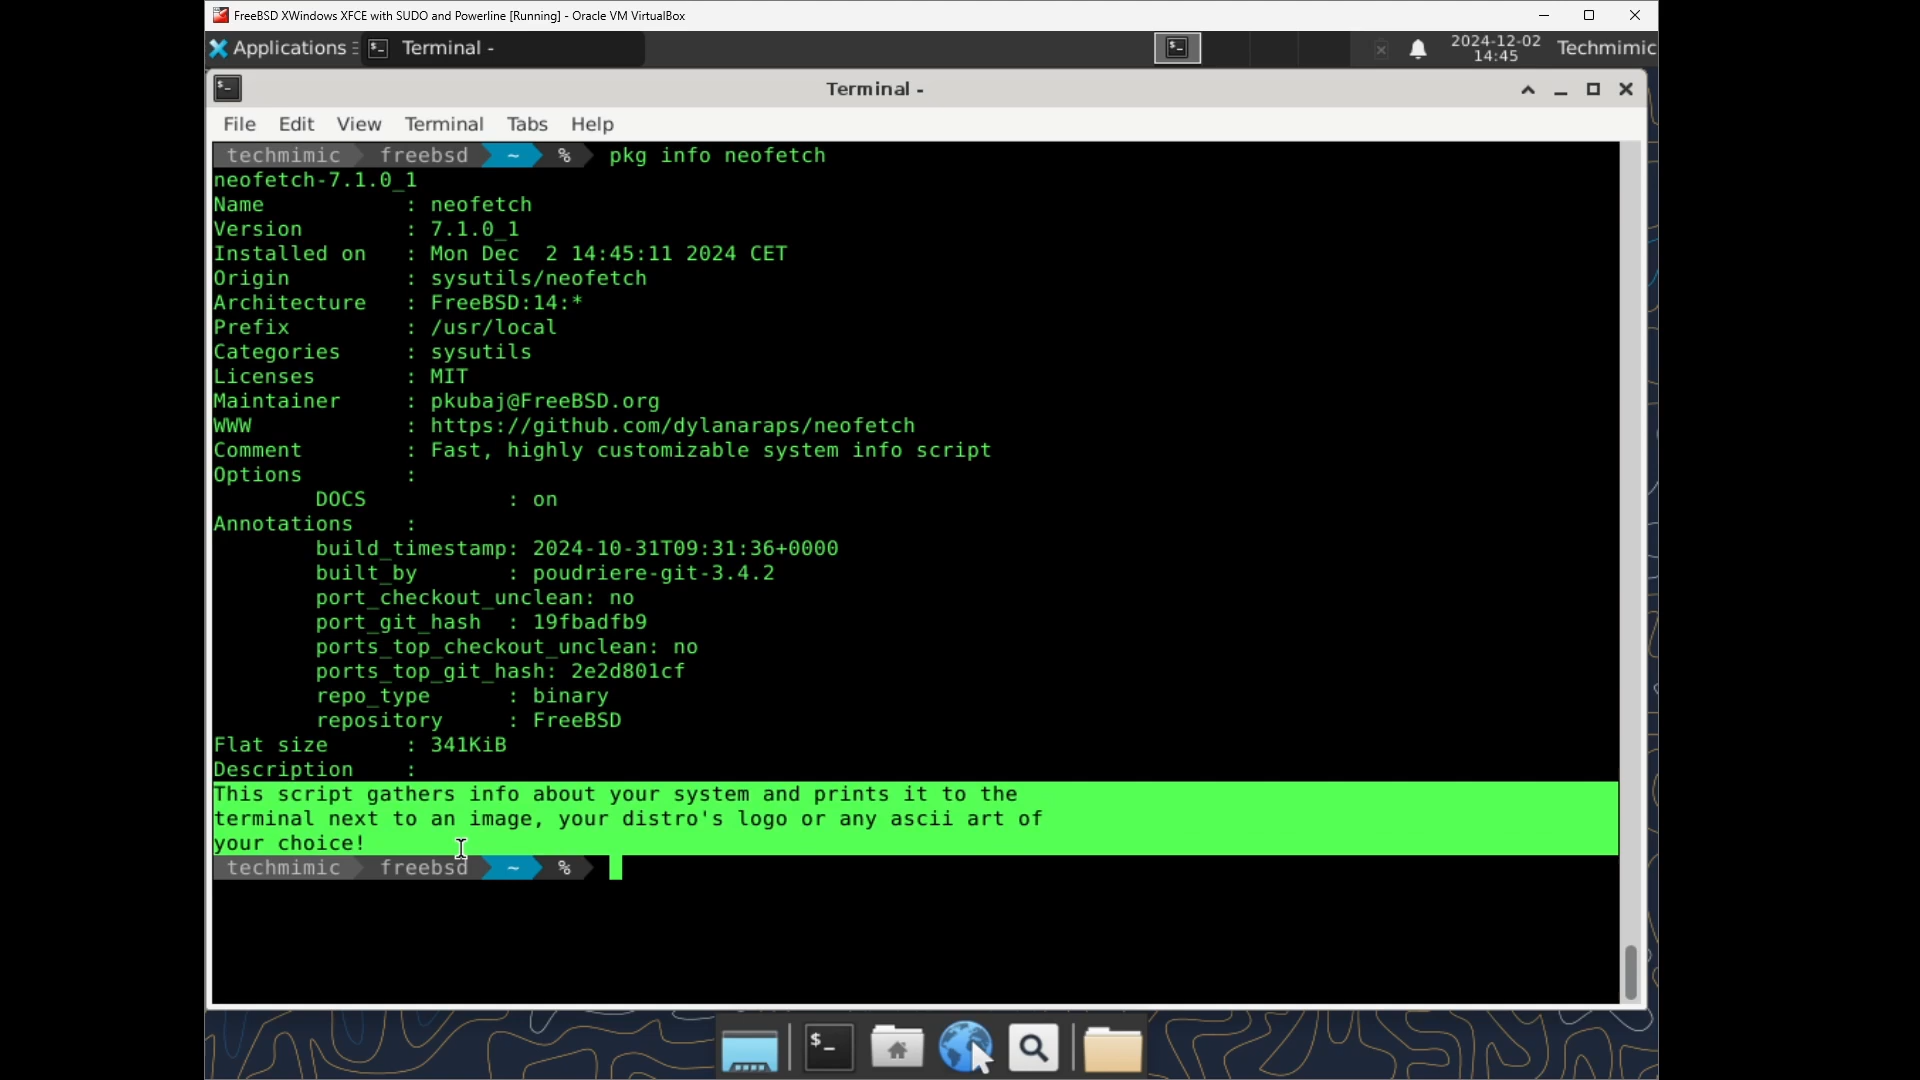 FreeBSD XWindows XFCE with SUDO and Powerline [Running] - Oracle VM VirtualBox
Applications Terminal - 2024-12-02 Techmimic
14:45
Terminal -
File Edit View Terminal Tabs Help
techmimic freebsd ~ % pkg info neofetch
neofetch-7.1.0_1
Name : neofetch
Version : 7.1.0_1
Installed on : Mon Dec  2 14:45:11 2024 CET
Origin : sysutils/neofetch
Architecture : FreeBSD:14:*
Prefix : /usr/local
Categories : sysutils
Licenses : MIT
Maintainer : pkubaj@FreeBSD.org
WWW : https://github.com/dylanaraps/neofetch
Comment : Fast, highly customizable system info script
Options :
DOCS : on
Annotations :
build_timestamp: 2024-10-31T09:31:36+0000
built_by : poudriere-git-3.4.2
port_checkout_unclean: no
port_git_hash : 19fbadfb9
ports_top_checkout_unclean: no
ports_top_git_hash: 2e2d801cf
repo_type : binary
repository : FreeBSD
Flat size : 341KiB
Description :
This script gathers info about your system and prints it to the
terminal next to an image, your distro's logo or any ascii art of
your choice!
techmimic freebsd ~ %
$_